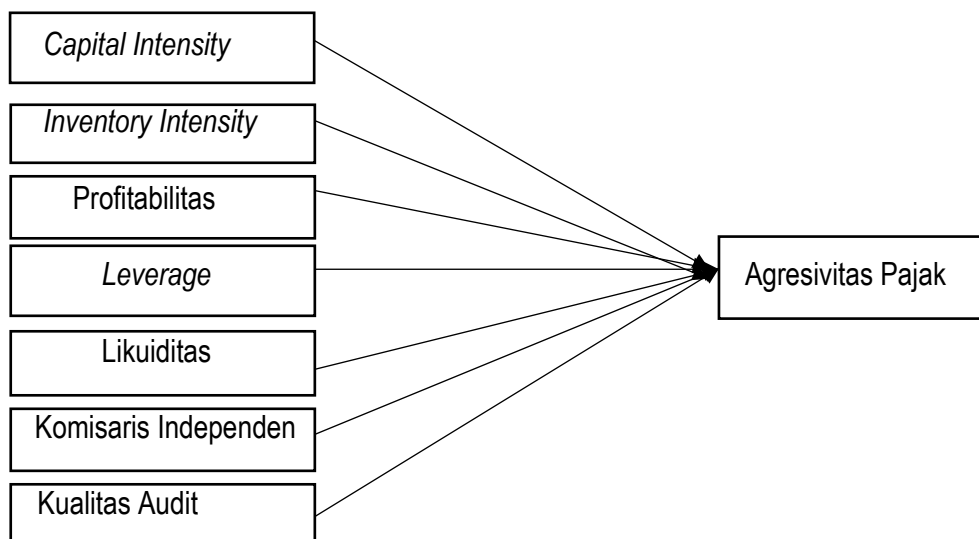 Capital Intensity
Inventory Intensity
Profitabilitas
Leverage
Likuiditas
Komisaris Independen
Kualitas Audit
Agresivitas Pajak